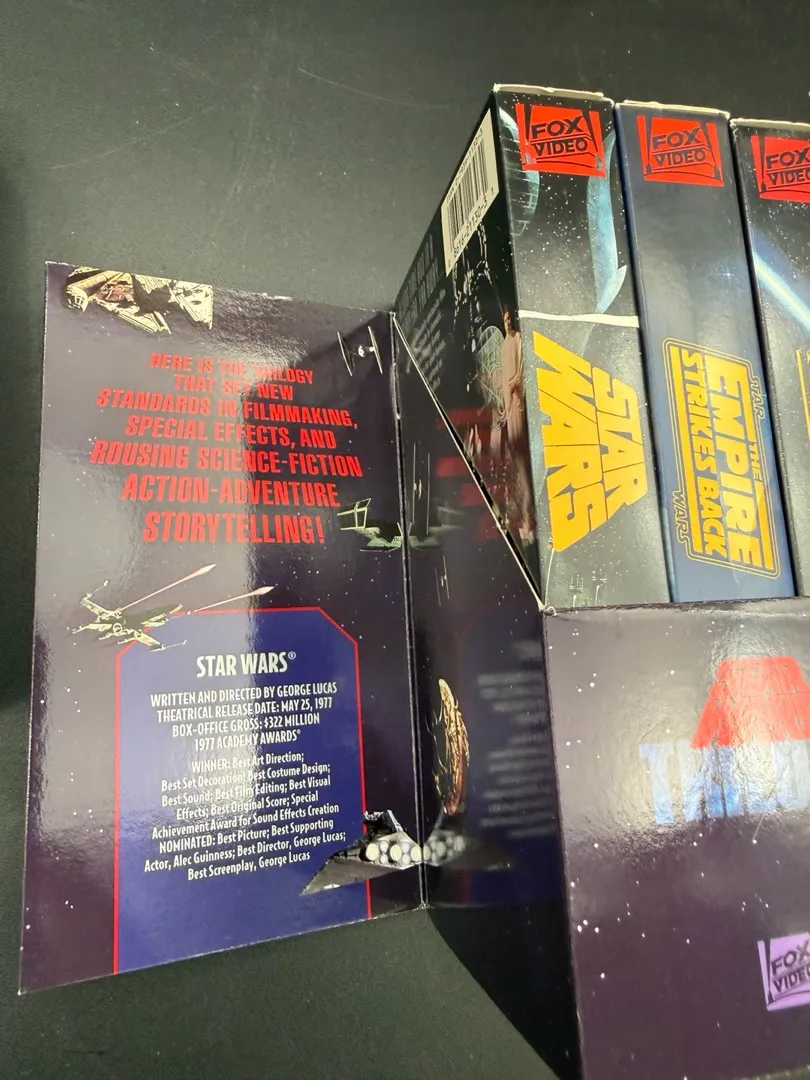 HERE IS THE TRILOGY
THAT SET NEW
STANDARDS IN FILMMAKING,
SPECIAL EFFECTS, AND
ROUSING SCIENCE-FICTION
ACTION-ADVENTURE
STORYTELLING!
STAR WARS®
WRITTEN AND DIRECTED BY GEORGE LUCAS
THEATRICAL RELEASE DATE: MAY 25, 1977
BOX-OFFICE GROSS: $322 MILLION
1977 ACADEMY AWARDS®
WINNER: Best Art Direction;
Best Set Decoration; Best Costume Design;
Best Sound; Best Film Editing; Best Visual
Effects; Best Original Score; Special
Achievement Award for Sound Effects Creation
NOMINATED: Best Picture; Best Supporting
Actor, Alec Guinness; Best Director, George Lucas;
Best Screenplay, George Lucas
FOX
VIDEO
STAR
WARS
FOX
VIDEO
STAR WARS
THE
EMPIRE
STRIKES BACK
FOX
VIDEO
FOX
VIDEO